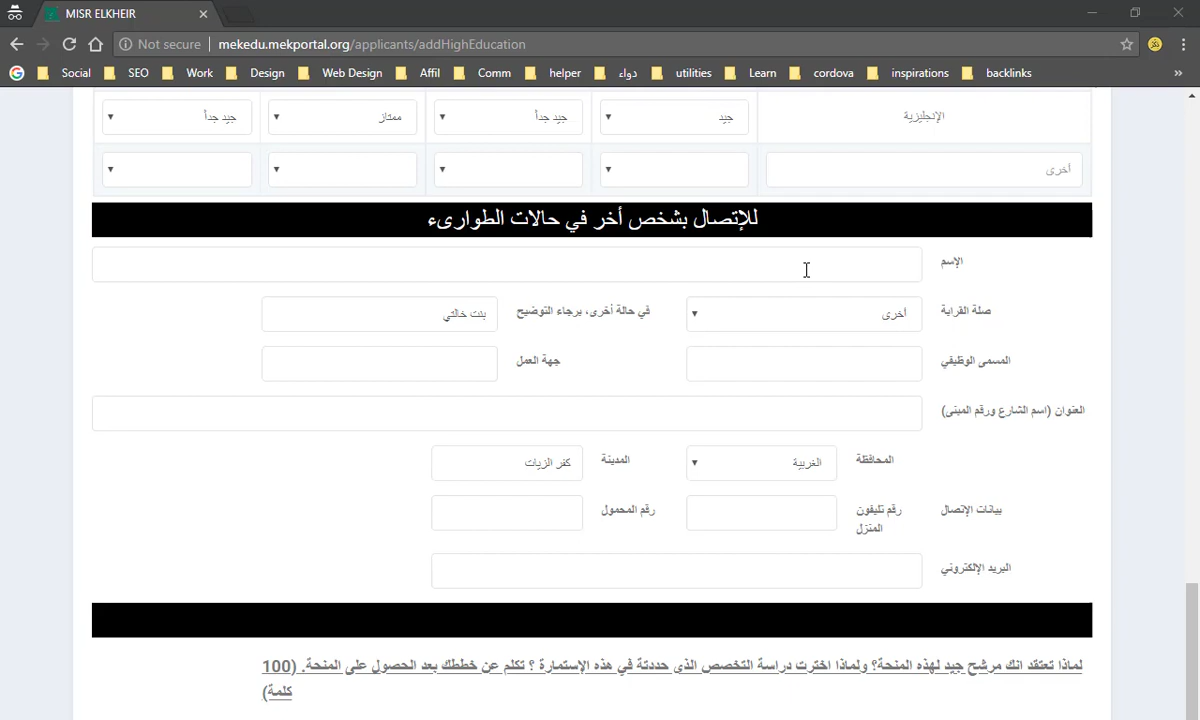 MISR ELKHEIR
Not secure mekedu.mekportal.org/applicants/addHighEducation
Social SEO Work Design Web Design Affil Comm helper دواء utilities Learn cordova inspirations backlinks »
الإنجليزية جيد جيد جداً ممتاز جيد جداً
أخرى
للإتصال بشخص أخر في حالات الطوارىء
الإسم
صلة القرابة أخرى في حالة أخرى، برجاء التوضيح بنت خالتي
المسمى الوظيفي جهة العمل
العنوان (اسم الشارع ورقم المبنى)
المحافظة الغربية المدينة كفر الزيات
بيانات الإتصال رقم تليفون المنزل رقم المحمول
البريد الإلكتروني
لماذا تعتقد انك مرشح جيد لهذه المنحة؟ ولماذا اخترت دراسة التخصص الذى حددتة في هذه الإستمارة ؟ تكلم عن خططك بعد الحصول على المنحة. (100
كلمة)